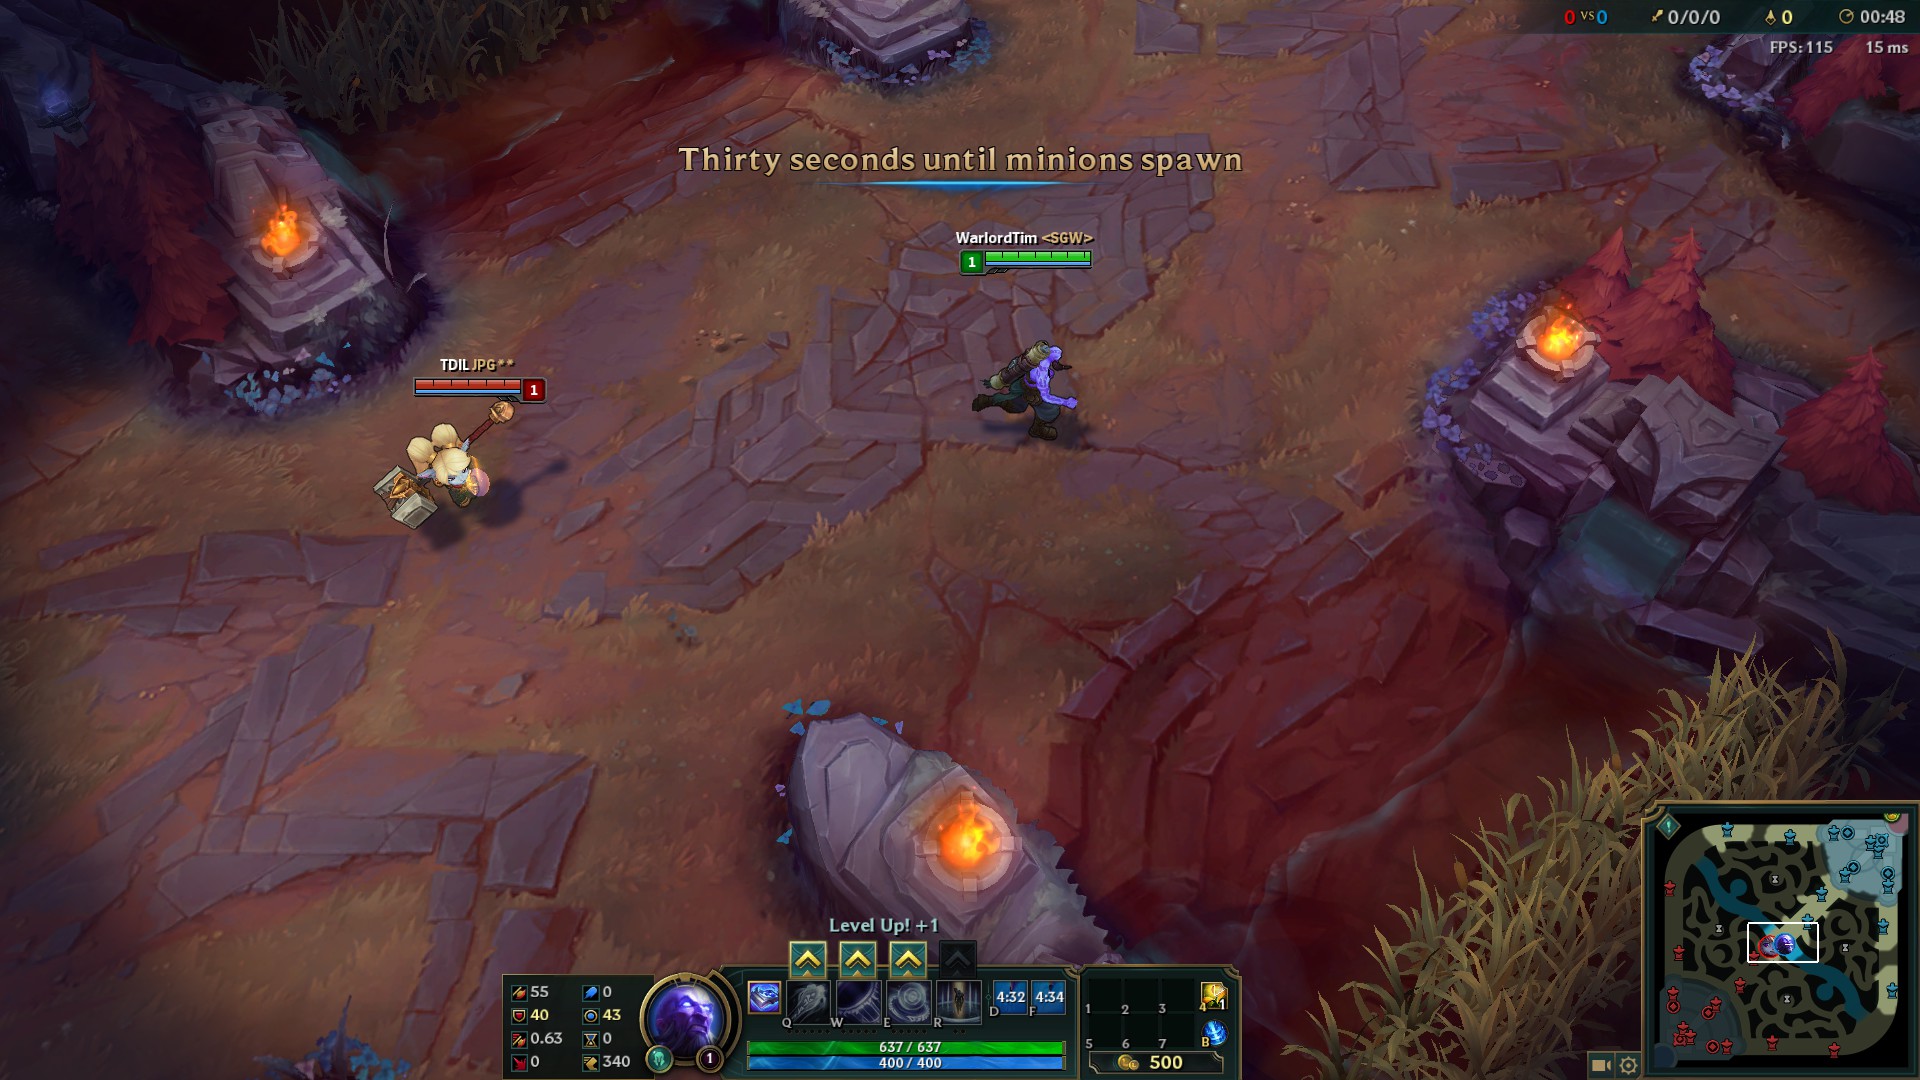 0 VS 0 0/0/0 0 00:48
FPS: 115 15 ms
Thirty seconds until minions spawn
WarlordTim <SGW>
1
TDIL JPG**
1
Level Up! +1
55 0
40 43
0.63 0
0 340
1
Q W E R
4:32 4:34
D F
637 / 637
400 / 400
1 2 3 4 1
5 6 7 B
500